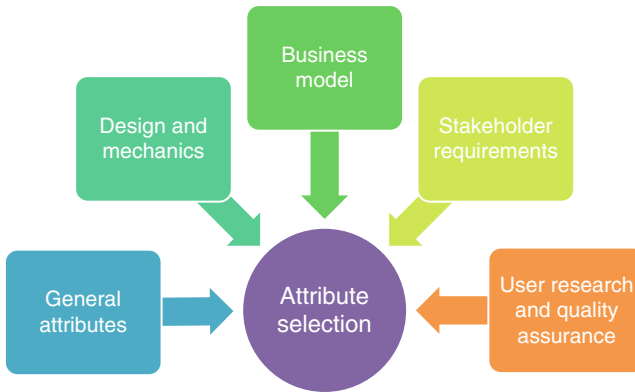 Business
model
Design and
mechanics
Stakeholder
requirements
General
attributes
Attribute
selection
User research
and quality
assurance